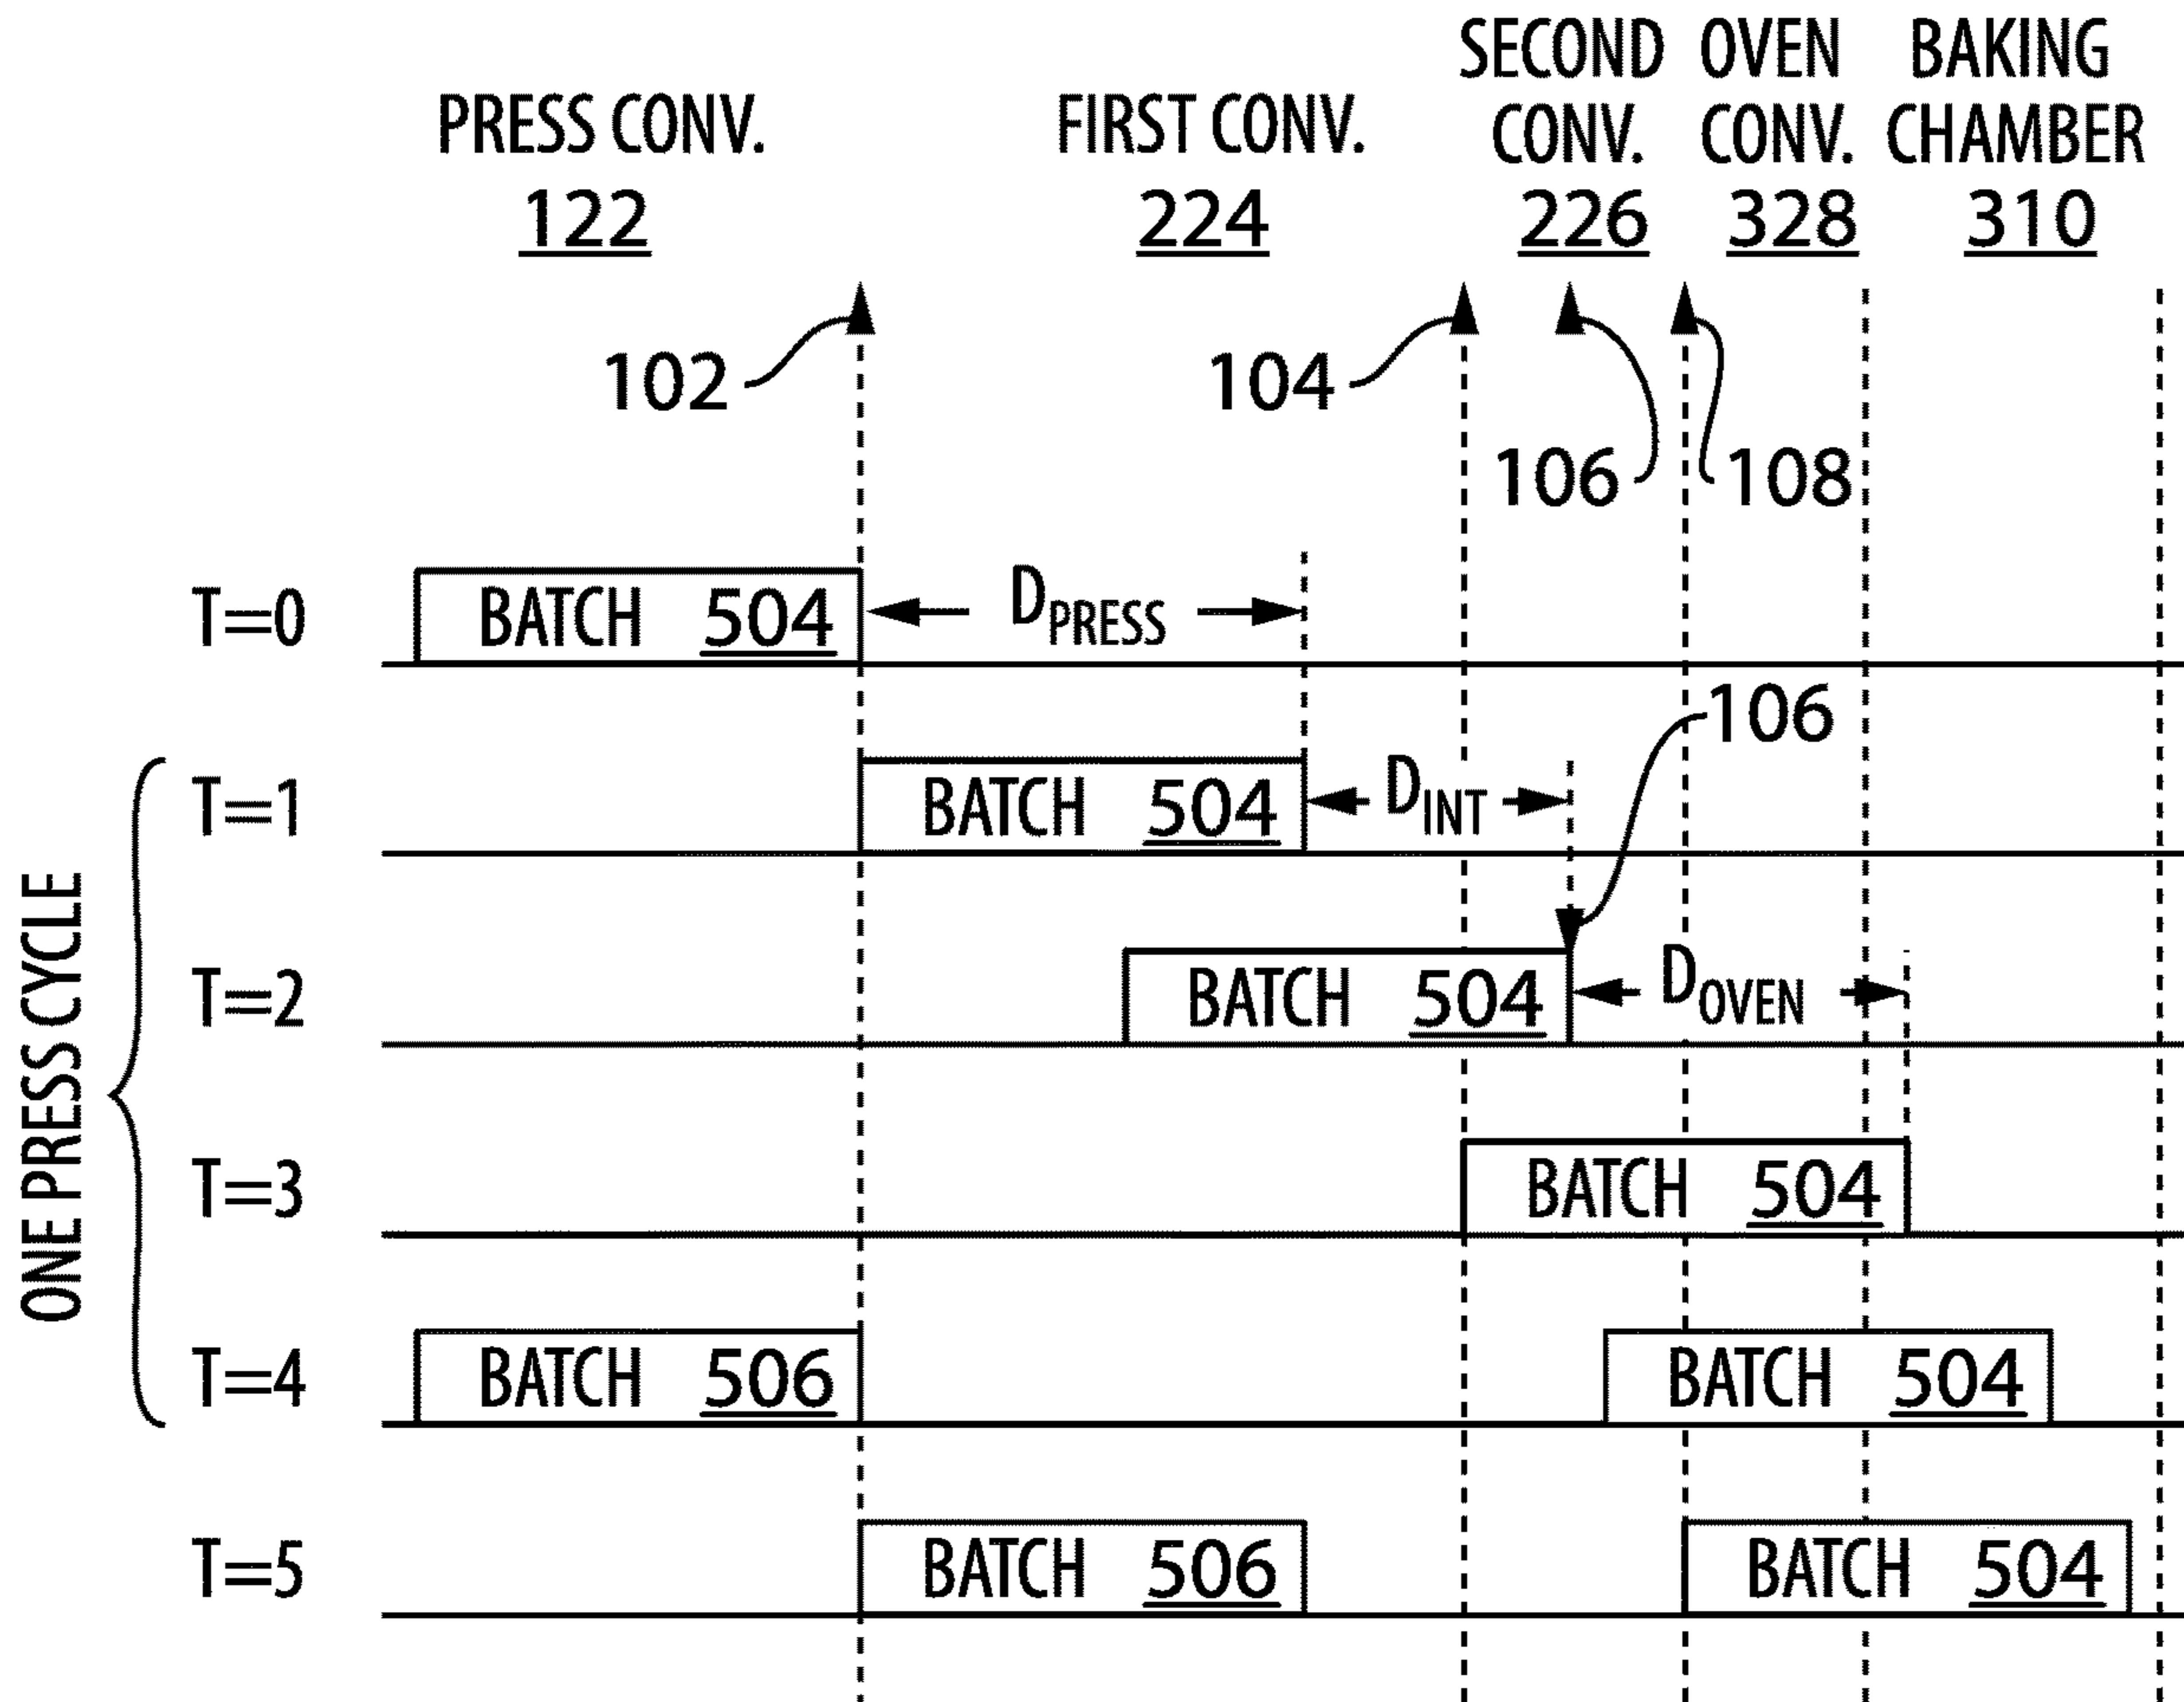 PRESS CONV.
122
FIRST CONV.
224
SECOND
CONV.
226
OVEN
CONV.
328
BAKING
CHAMBER
310
102
104
106
108
T=0
BATCH 504
DPRESS
106
ONE PRESS CYCLE
T=1
BATCH 504
DINT
T=2
BATCH 504
DOVEN
T=3
BATCH 504
T=4
BATCH 506
BATCH 504
T=5
BATCH 506
BATCH 504